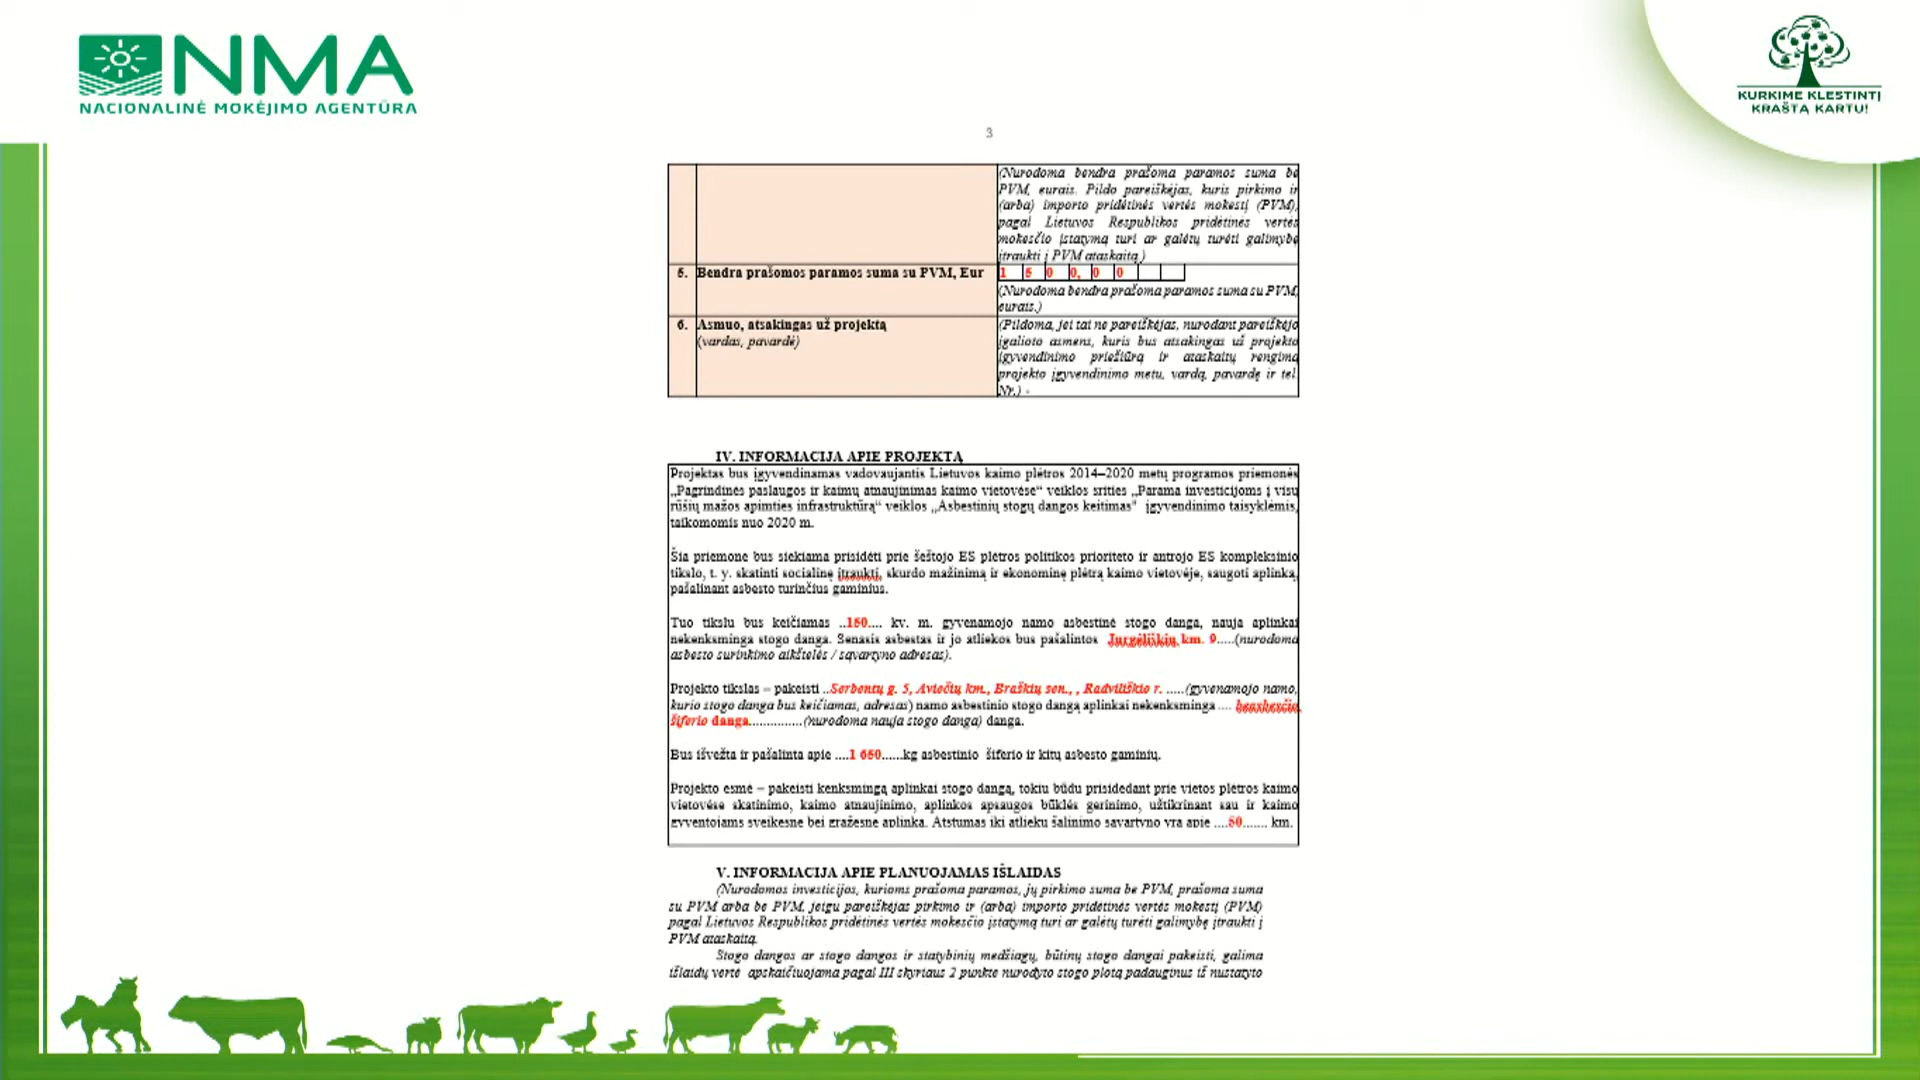 NMA
NACIONALINĖ MOKĖJIMO AGENTŪRA
KURKIME KLESTINTĮ
KRAŠTĄ KARTU!
3
(Nurodoma bendra prašoma paramos suma be
PVM, eurais. Pildo pareiškėjas, kuris pirkimo ir
(arba) importo pridėtinės vertės mokestį (PVM),
pagal Lietuvos Respublikos pridėtinės vertės
mokesčio įstatymą turi ar galėtų turėti galimybę
įtraukti į PVM ataskaitą.)
5. Bendra prašomos paramos suma su PVM, Eur
1 5 0 0, 0 0
(Nurodoma bendra prašoma paramos suma su PVM,
eurais.)
6. Asmuo, atsakingas už projektą
(vardas, pavardė)
(Pildoma, jei tai ne pareiškėjas, nurodant pareiškėjo
įgalioto asmens, kuris bus atsakingas už projekto
įgyvendinimo priežiūrą ir ataskaitų rengimą
projekto įgyvendinimo metu, vardą, pavardę ir tel.
Nr.) -
IV. INFORMACIJA APIE PROJEKTĄ
Projektas bus įgyvendinamas vadovaujantis Lietuvos kaimo plėtros 2014–2020 metų programos priemonės
„Pagrindinės paslaugos ir kaimų atnaujinimas kaimo vietovėse“ veiklos srities „Parama investicijoms į visų
rūšių mažos apimties infrastruktūrą“ veiklos „Asbestinių stogų dangos keitimas“ įgyvendinimo taisyklėmis,
taikomomis nuo 2020 m.
Šia priemone bus siekiama prisidėti prie šeštojo ES plėtros politikos prioriteto ir antrojo ES kompleksinio
tikslo, t. y. skatinti socialinę įtrauktį, skurdo mažinimą ir ekonominę plėtrą kaimo vietovėje, saugoti aplinką,
pašalinant asbesto turinčius gaminius.
Tuo tikslu bus keičiamas ..150.... kv. m. gyvenamojo namo asbestinė stogo danga, nauja aplinkai
nekenksminga stogo danga. Senasis asbestas ir jo atliekos bus pašalintos Jurgėliškių km. 9.....(nurodoma
asbesto surinkimo aikštelės / sąvartyno adresas).
Projekto tikslas – pakeisti ..Serbentų g. 5, Aviečių km., Braškių sen., , Radviliškio r. .....(gyvenamojo namo,
kurio stogo danga bus keičiamas, adresas) namo asbestinio stogo dangą aplinkai nekenksminga .... beasbesčio
šiferio danga...............(nurodoma nauja stogo danga) danga.
Bus išvežta ir pašalinta apie ....1 650......kg asbestinio šiferio ir kitų asbesto gaminių.
Projekto esmė – pakeisti kenksmingą aplinkai stogo dangą, tokiu būdu prisidedant prie vietos plėtros kaimo
vietovėse skatinimo, kaimo atnaujinimo, aplinkos apsaugos būklės gerinimo, užtikrinant sau ir kaimo
gyventojams sveikesnę bei gražesnę aplinką. Atstumas iki atliekų šalinimo sąvartyno yra apie ....50....... km.
V. INFORMACIJA APIE PLANUOJAMAS IŠLAIDAS
(Nurodomos investicijos, kurioms prašoma paramos, jų pirkimo suma be PVM, prašoma suma
su PVM arba be PVM, jeigu pareiškėjas pirkimo ir (arba) importo pridėtinės vertės mokestį (PVM)
pagal Lietuvos Respublikos pridėtinės vertės mokesčio įstatymą turi ar galėtų turėti galimybę įtraukti į
PVM ataskaitą.
Stogo dangos ar stogo dangos ir statybinių medžiagų, būtinų stogo dangai pakeisti, galima
išlaidų vertė apskaičiuojama pagal III skyriaus 2 punkte nurodyto stogo plotą padauginus iš nustatyto